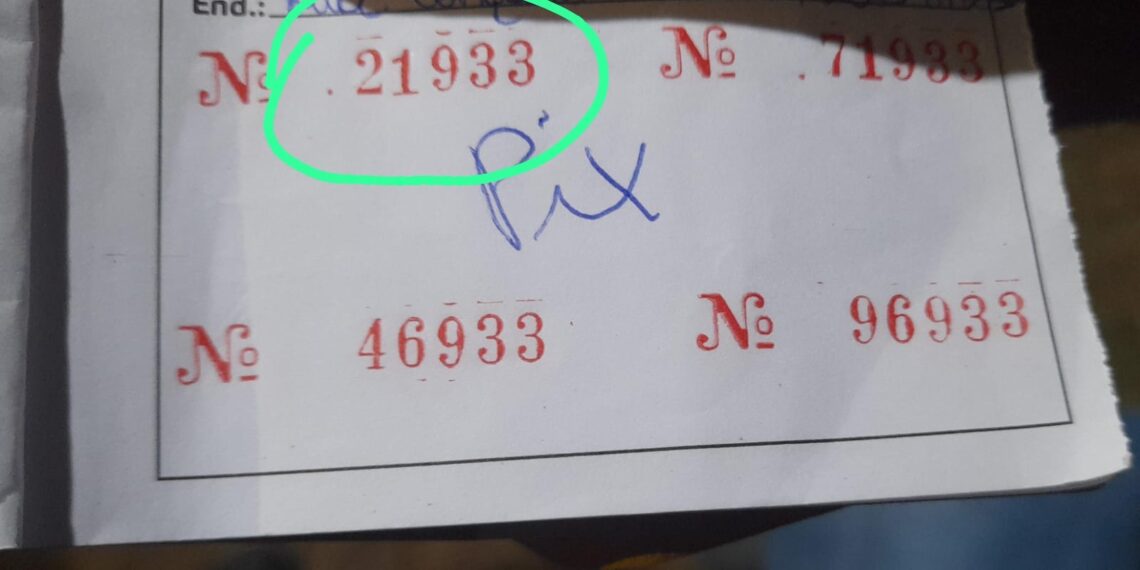 End.:
Nº .21933 Nº .71933
Pix
Nº 46933 Nº 96933